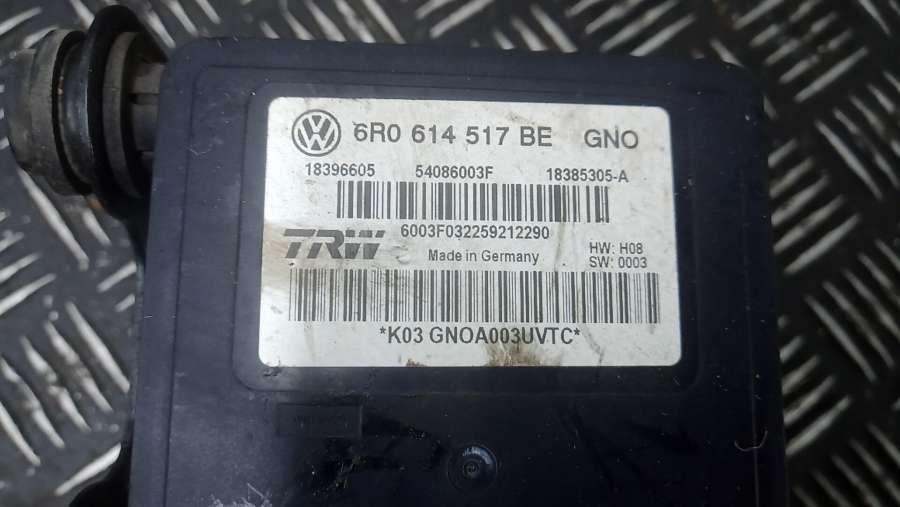 6R0 614 517 BE GNO
18396605 54086003F 18385305-A
6003F032259212290
TRW Made in Germany HW: H08
SW: 0003
*K03 GNOA003UVTC*